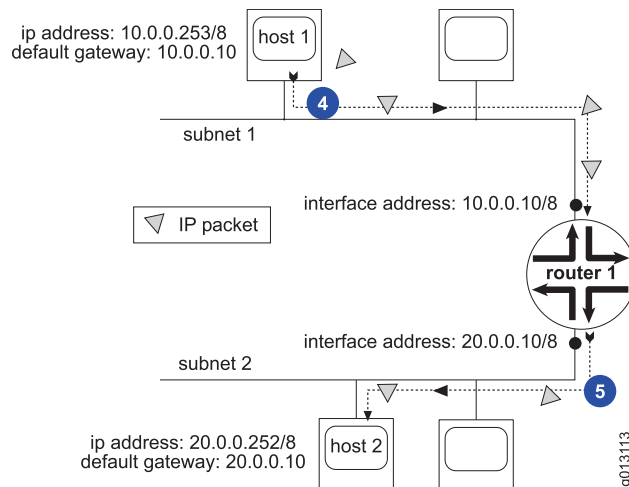 ip address: 10.0.0.253/8
default gateway: 10.0.0.10
host 1
4
subnet 1
interface address: 10.0.0.10/8
IP packet
router 1
interface address: 20.0.0.10/8
subnet 2
5
ip address: 20.0.0.252/8
default gateway: 20.0.0.10
host 2
g013113